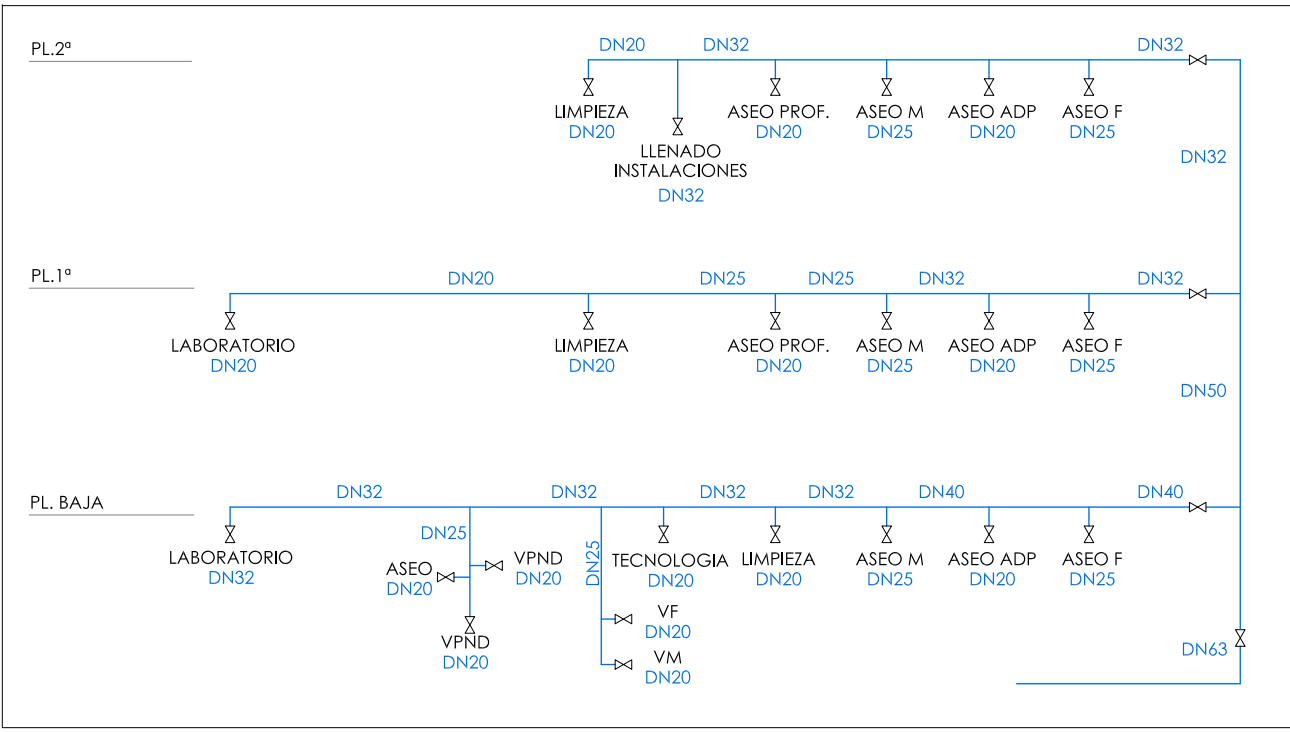 PL.2ª
DN20
DN32
DN32
LIMPIEZA
DN20
LLENADO
INSTALACIONES
DN32
ASEO PROF.
DN20
ASEO M
DN25
ASEO ADP
DN20
ASEO F
DN25
DN32
PL.1ª
DN20
DN25
DN25
DN32
DN32
LABORATORIO
DN20
LIMPIEZA
DN20
ASEO PROF.
DN20
ASEO M
DN25
ASEO ADP
DN20
ASEO F
DN25
DN50
PL. BAJA
DN32
DN32
DN32
DN32
DN40
DN40
LABORATORIO
DN32
DN25
ASEO
DN20
VPND
DN20
VPND
DN20
DN25
VF
DN20
VM
DN20
TECNOLOGIA
DN20
LIMPIEZA
DN20
ASEO M
DN25
ASEO ADP
DN20
ASEO F
DN25
DN63